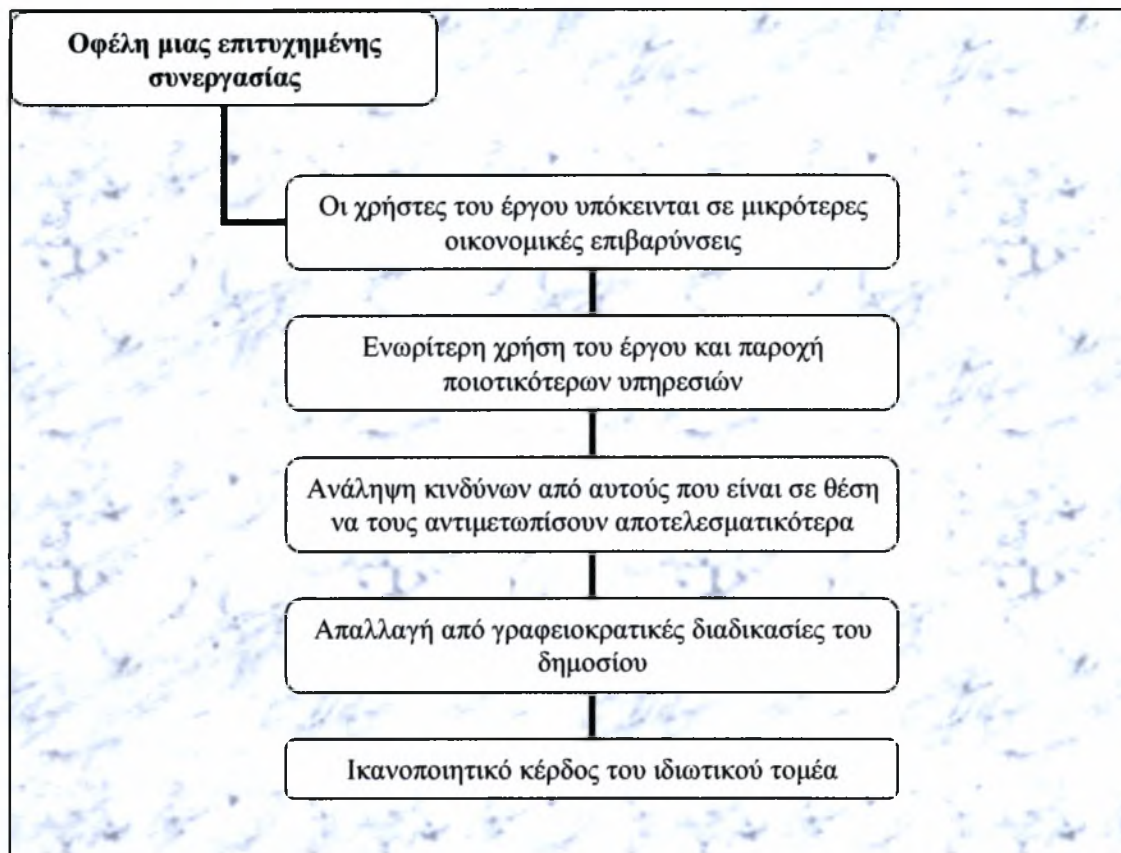 Οφέλη μιας επιτυχημένης
συνεργασίας
Οι χρήστες του έργου υπόκεινται σε μικρότερες
οικονομικές επιβαρύνσεις
Ενωρίτερη χρήση του έργου και παροχή
ποιοτικότερων υπηρεσιών
Ανάληψη κινδύνων από αυτούς που είναι σε θέση
να τους αντιμετωπίσουν αποτελεσματικότερα
Απαλλαγή από γραφειοκρατικές διαδικασίες του
δημοσίου
Ικανοποιητικό κέρδος του ιδιωτικού τομέα